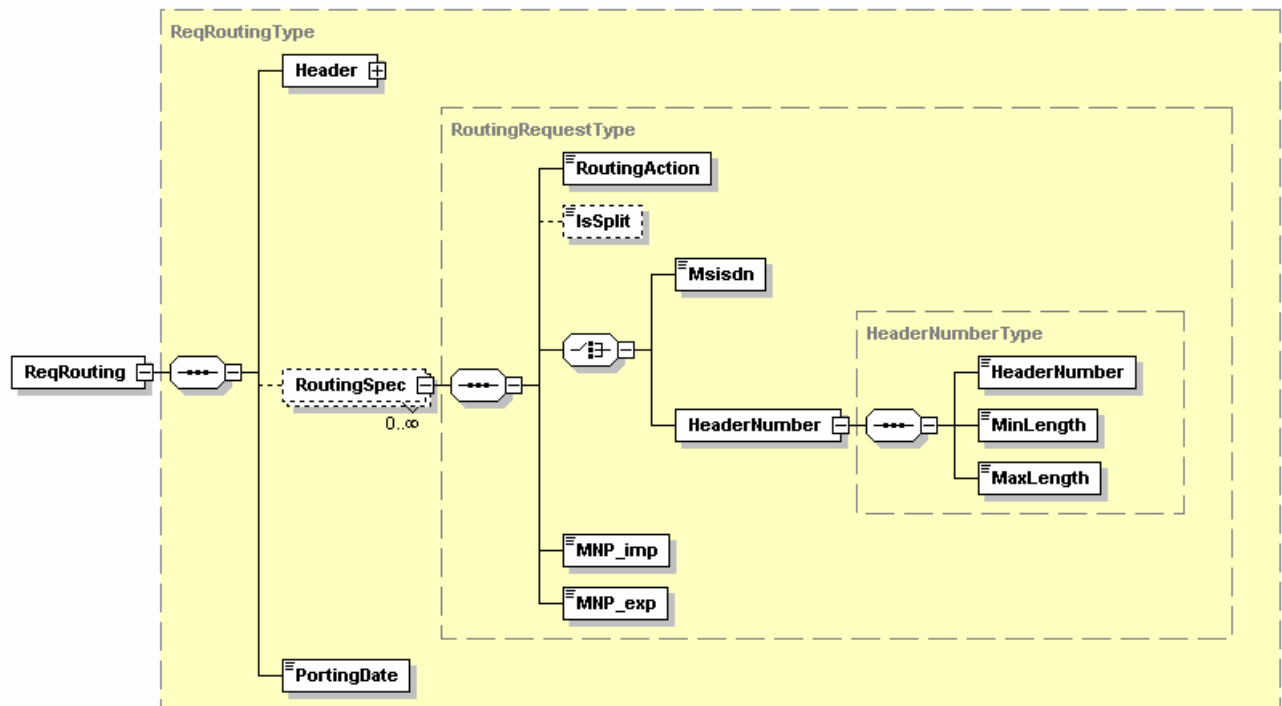 ReqRoutingType
Header
RoutingRequestType
RoutingAction
IsSplit
Msisdn
HeaderNumberType
HeaderNumber
ReqRouting
RoutingSpec
0..∞
HeaderNumber
MinLength
MaxLength
MNP_imp
MNP_exp
PortingDate